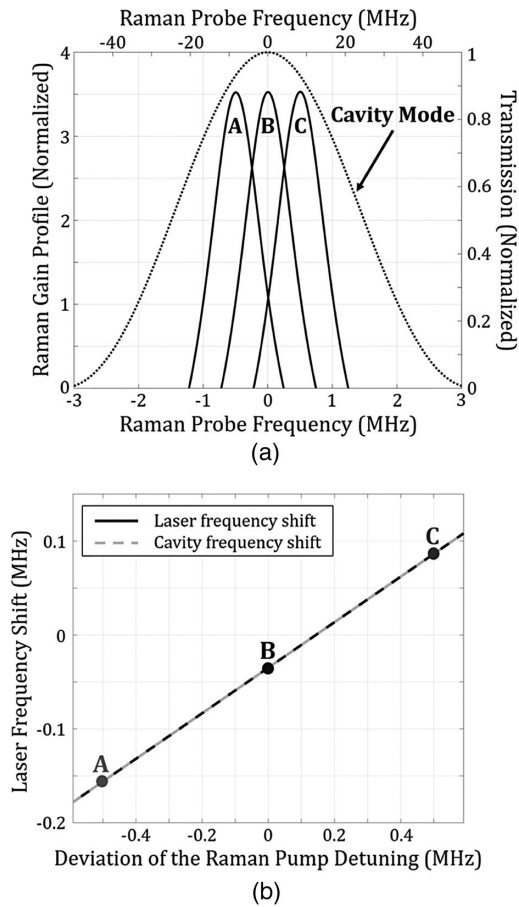 Raman Probe Frequency (MHz)
-40 -20 0 20 40
Raman Gain Profile (Normalized)
4
3
2
1
0
1
0.8
0.6
0.4
0.2
0
Transmission (Normalized)
A B C
Cavity Mode
-3 -2 -1 0 1 2 3
Raman Probe Frequency (MHz)
(a)
Laser Frequency Shift (MHz)
0.1
0
-0.1
-0.2
Laser frequency shift
Cavity frequency shift
A
B
C
-0.4 -0.2 0 0.2 0.4
Deviation of the Raman Pump Detuning (MHz)
(b)